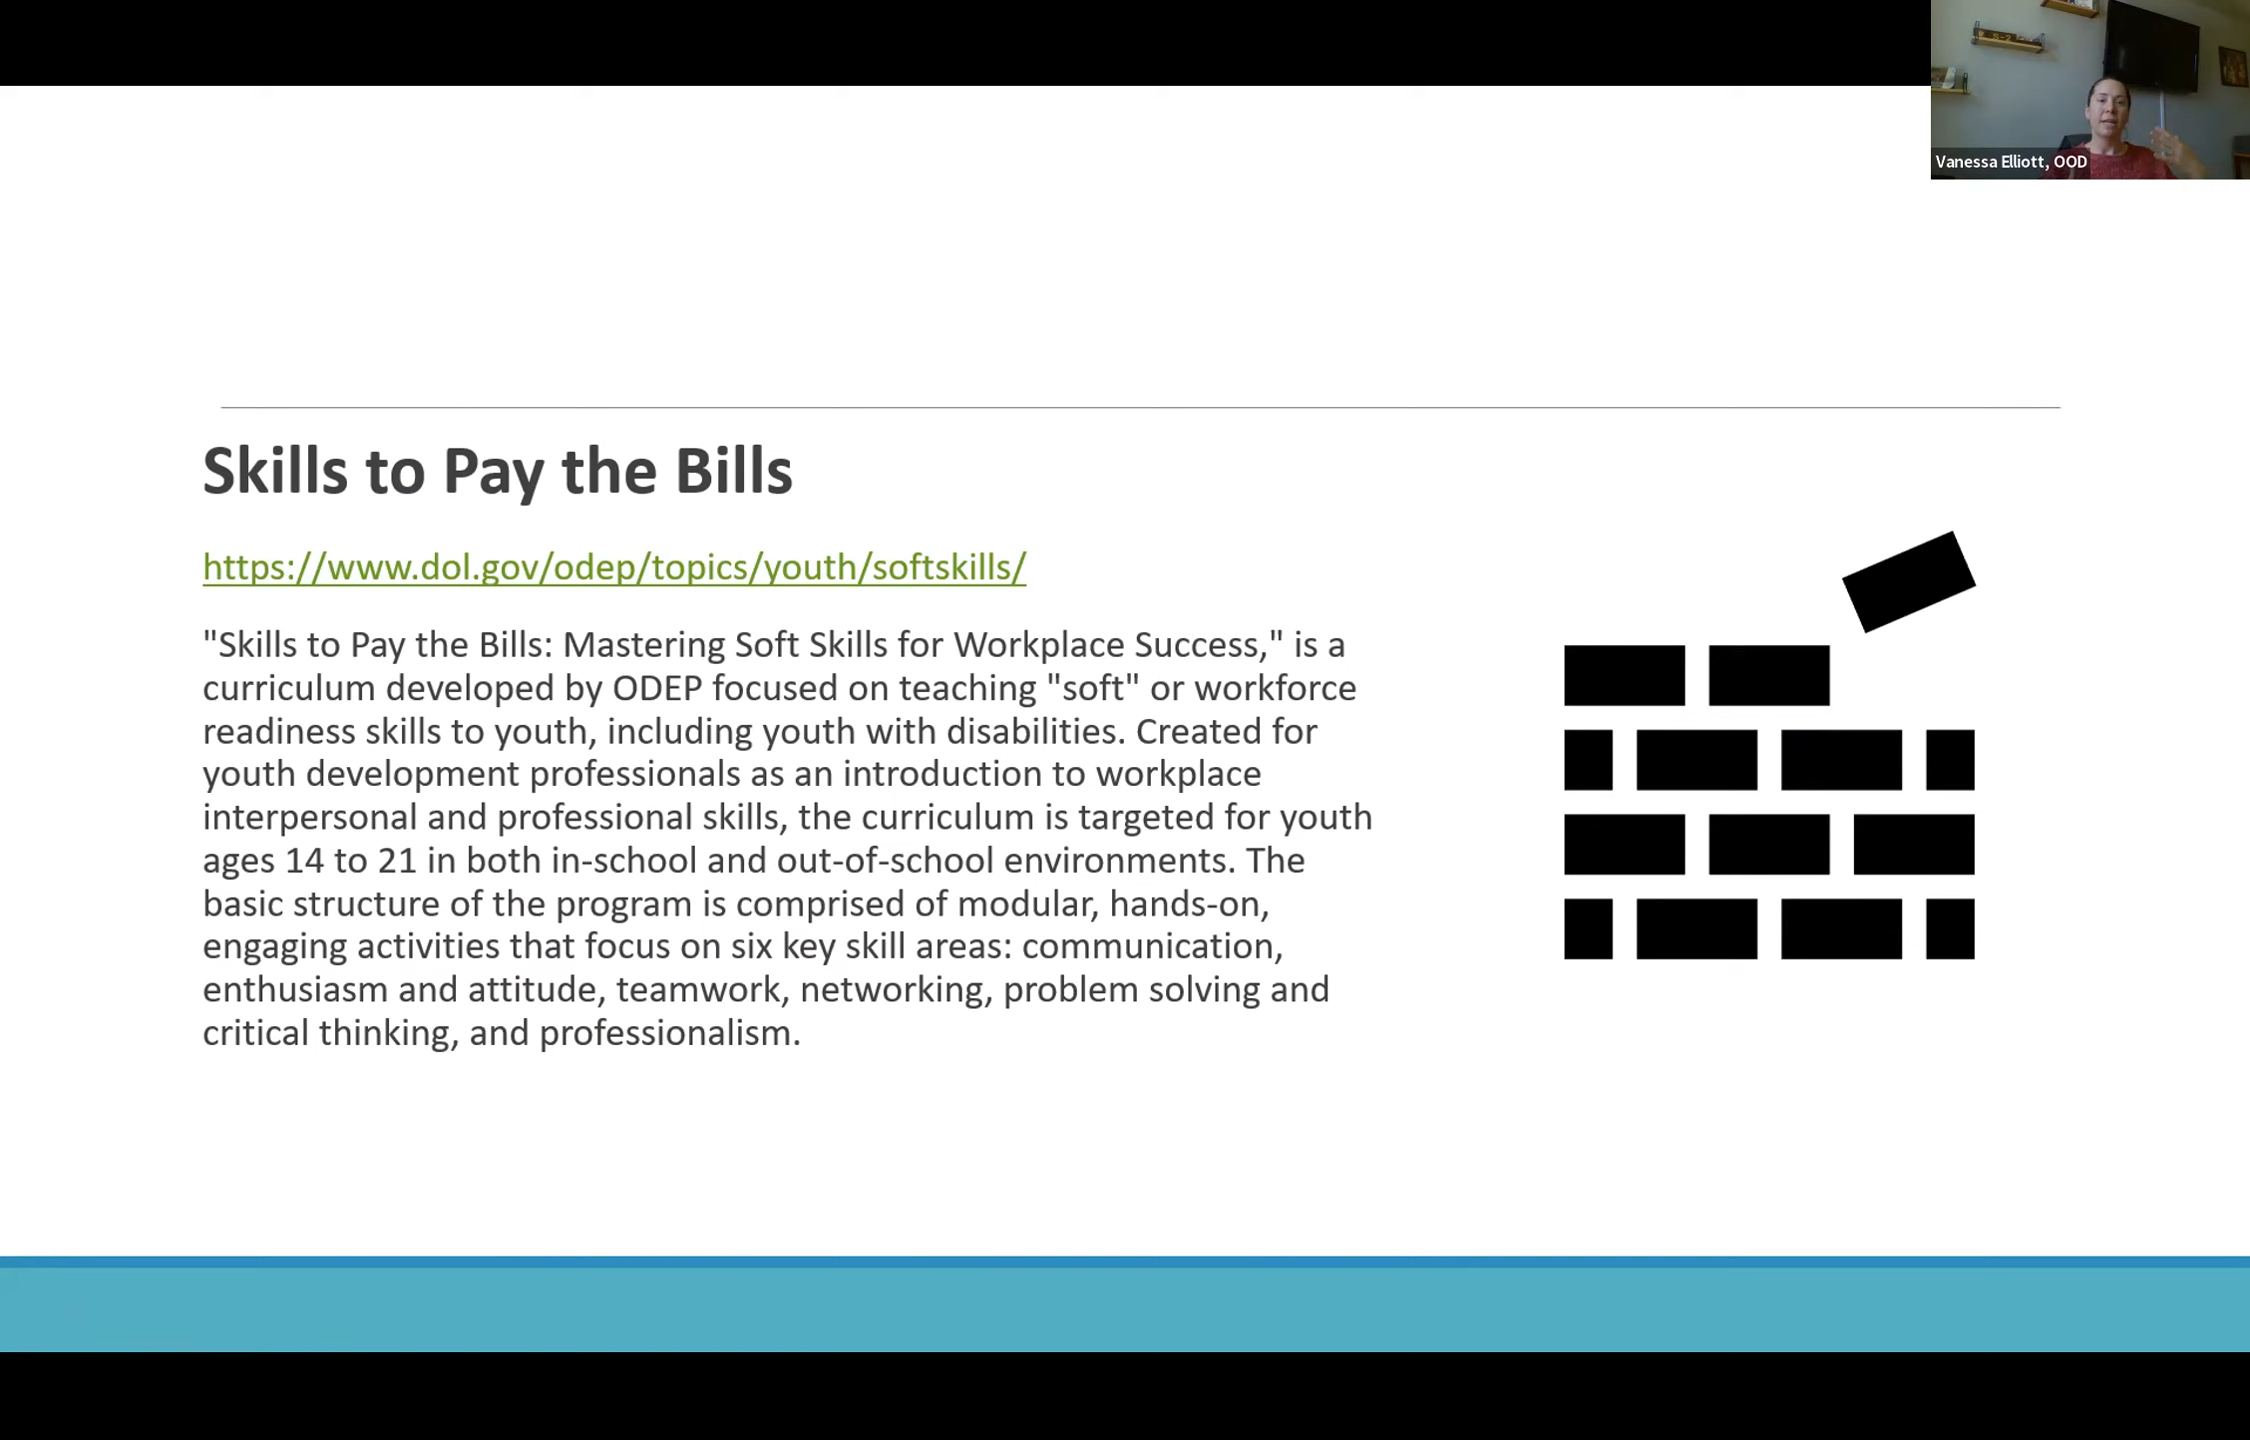 Vanessa Elliott, OOD
Skills to Pay the Bills
https://www.dol.gov/odep/topics/youth/softskills/
"Skills to Pay the Bills: Mastering Soft Skills for Workplace Success," is a
curriculum developed by ODEP focused on teaching "soft" or workforce
readiness skills to youth, including youth with disabilities. Created for
youth development professionals as an introduction to workplace
interpersonal and professional skills, the curriculum is targeted for youth
ages 14 to 21 in both in-school and out-of-school environments. The
basic structure of the program is comprised of modular, hands-on,
engaging activities that focus on six key skill areas: communication,
enthusiasm and attitude, teamwork, networking, problem solving and
critical thinking, and professionalism.